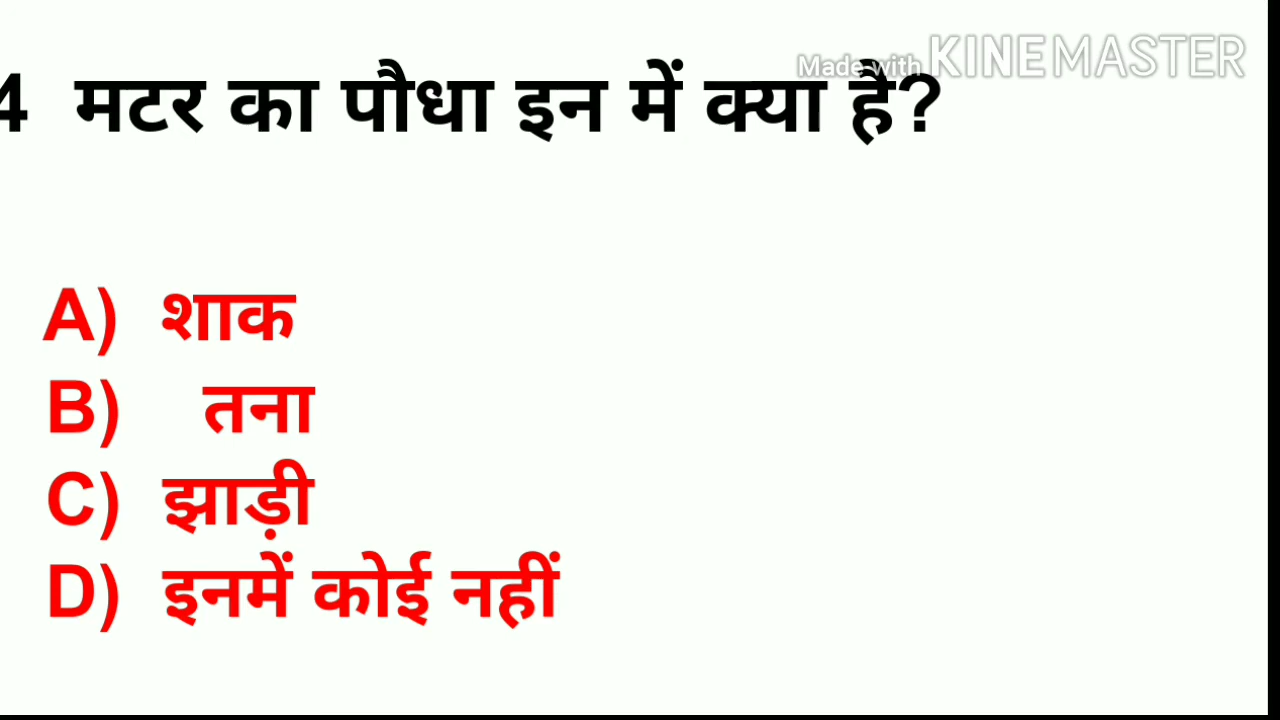 4 मटर का पौधा इन में क्या है?
Made with KINEMASTER
A) शाक
B) तना
C) झाड़ी
D) इनमें कोई नहीं